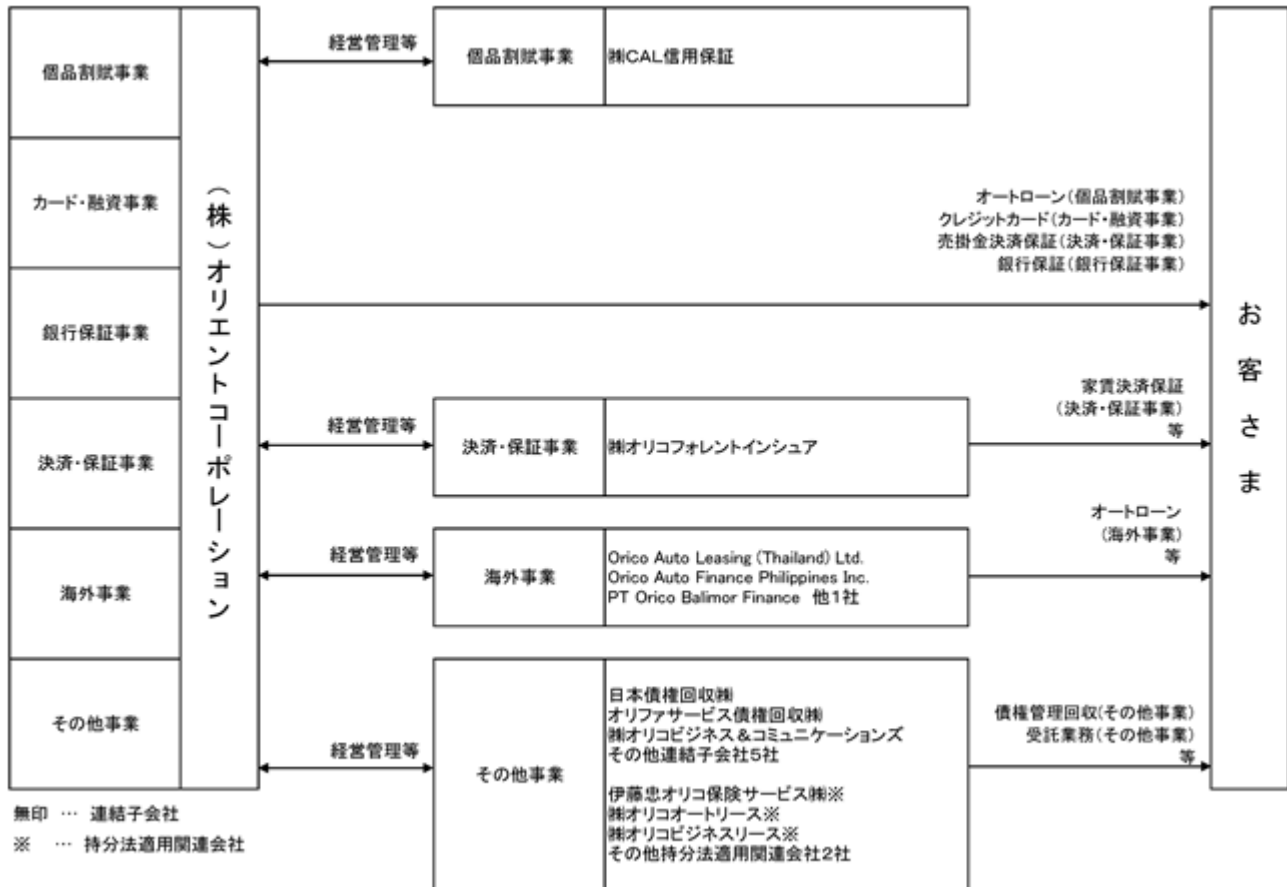 個品割賦事業
カード・融資事業
銀行保証事業
決済・保証事業
海外事業
その他事業
(株)オリエントコーポレーション
経営管理等
個品割賦事業
㈱CAL信用保証
オートローン(個品割賦事業)
クレジットカード(カード・融資事業)
売掛金決済保証(決済・保証事業)
銀行保証(銀行保証事業)
経営管理等
決済・保証事業
㈱オリコフォレントインシュア
家賃決済保証
(決済・保証事業)
等
経営管理等
海外事業
Orico Auto Leasing (Thailand) Ltd.
Orico Auto Finance Philippines Inc.
PT Orico Balimor Finance 他1社
オートローン
(海外事業)
等
経営管理等
その他事業
日本債権回収㈱
オリファサービス債権回収㈱
㈱オリコビジネス&コミュニケーションズ
その他連結子会社5社
伊藤忠オリコ保険サービス㈱※
㈱オリコオートリース※
㈱オリコビジネスリース※
その他持分法適用関連会社2社
債権管理回収(その他事業)
受託業務(その他事業)
等
お客さま
無印 … 連結子会社
※ … 持分法適用関連会社